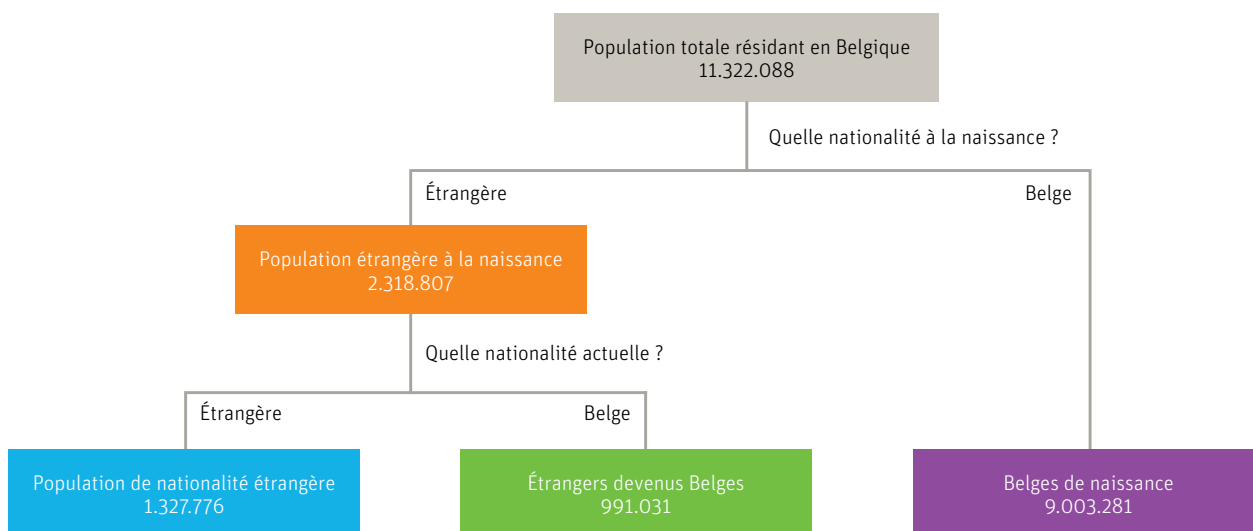 Population totale résidant en Belgique
11.322.088
Quelle nationalité à la naissance ?
Étrangère
Belge
Population étrangère à la naissance
2.318.807
Quelle nationalité actuelle ?
Étrangère
Belge
Population de nationalité étrangère
1.327.776
Étrangers devenus Belges
991.031
Belges de naissance
9.003.281